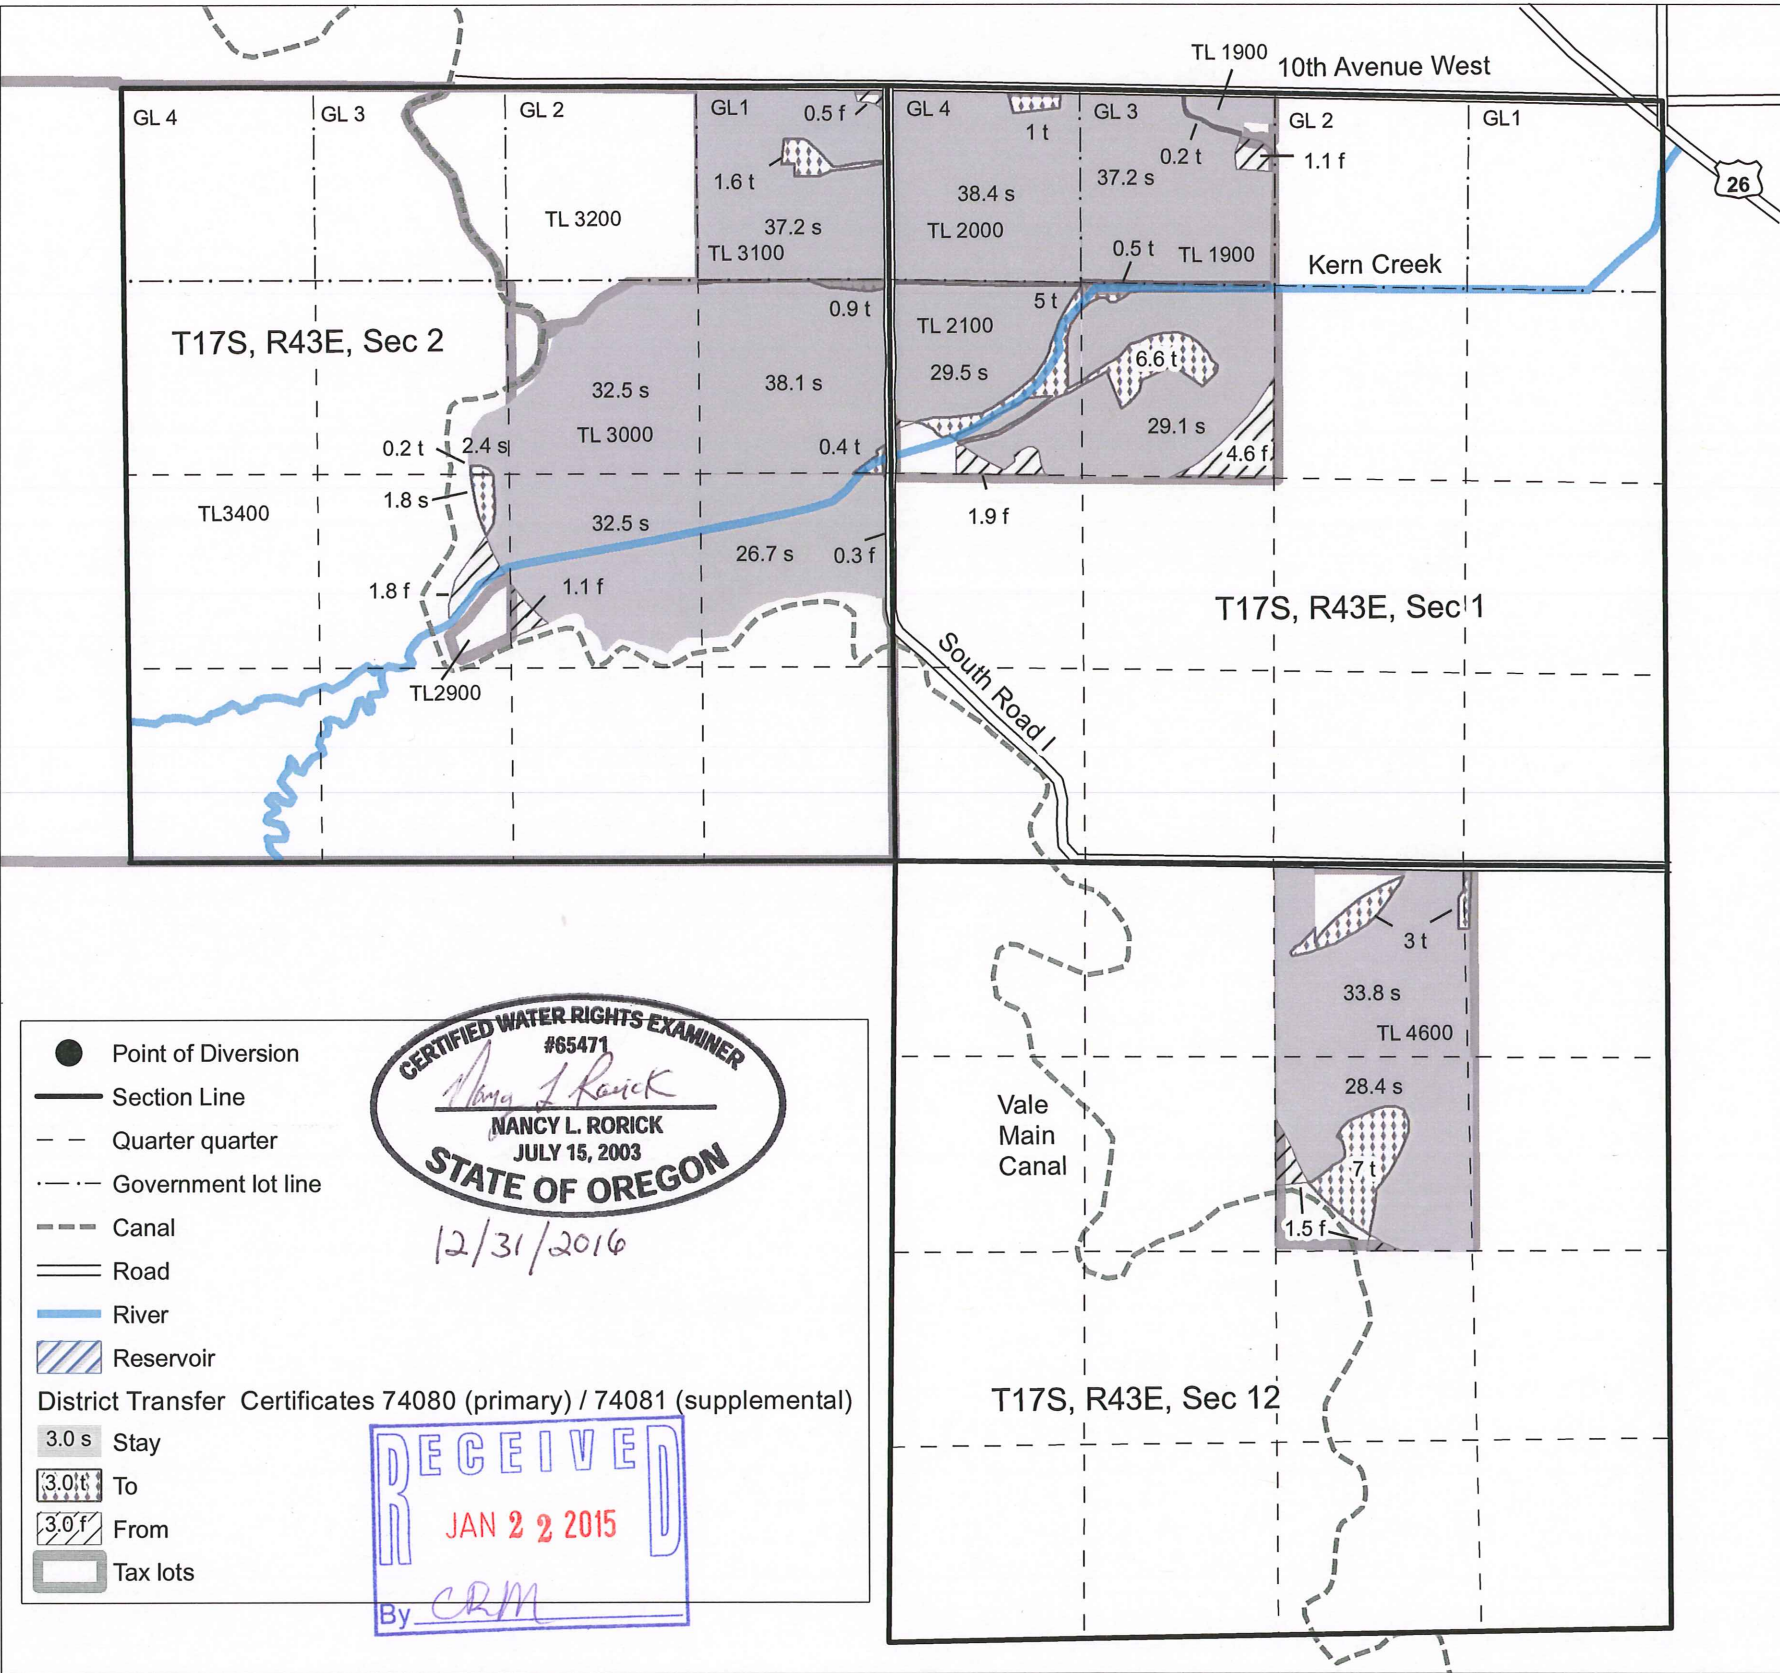 TL 1900
10th Avenue West
GL 4
GL 3
GL 2
GL1
0.5 f
GL 4
1 t
GL 3
0.2 t
GL 2
1.1 f
GL1
26
1.6 t
37.2 s
TL 3100
TL 3200
38.4 s
TL 2000
37.2 s
0.5 t
TL 1900
Kern Creek
T17S, R43E, Sec 2
0.9 t
5 t
TL 2100
29.5 s
6.6 t
29.1 s
4.6 f
1.9 f
32.5 s
38.1 s
TL 3000
0.4 t
0.2 t
2.4 s
1.8 s
TL3400
32.5 s
26.7 s
0.3 f
1.8 f
1.1 f
TL2900
T17S, R43E, Sec 1
South Road I
3 t
33.8 s
TL 4600
28.4 s
7 t
1.5 f
Vale
Main
Canal
T17S, R43E, Sec 12
Point of Diversion
Section Line
Quarter quarter
Government lot line
Canal
Road
River
Reservoir
District Transfer Certificates 74080 (primary) / 74081 (supplemental)
3.0 s Stay
3.0 t To
3.0 f From
Tax lots
CERTIFIED WATER RIGHTS EXAMINER
#65471
Nancy L Rorick
NANCY L. RORICK
JULY 15, 2003
STATE OF OREGON
12/31/2016
RECEIVED
JAN 22 2015
By CRM